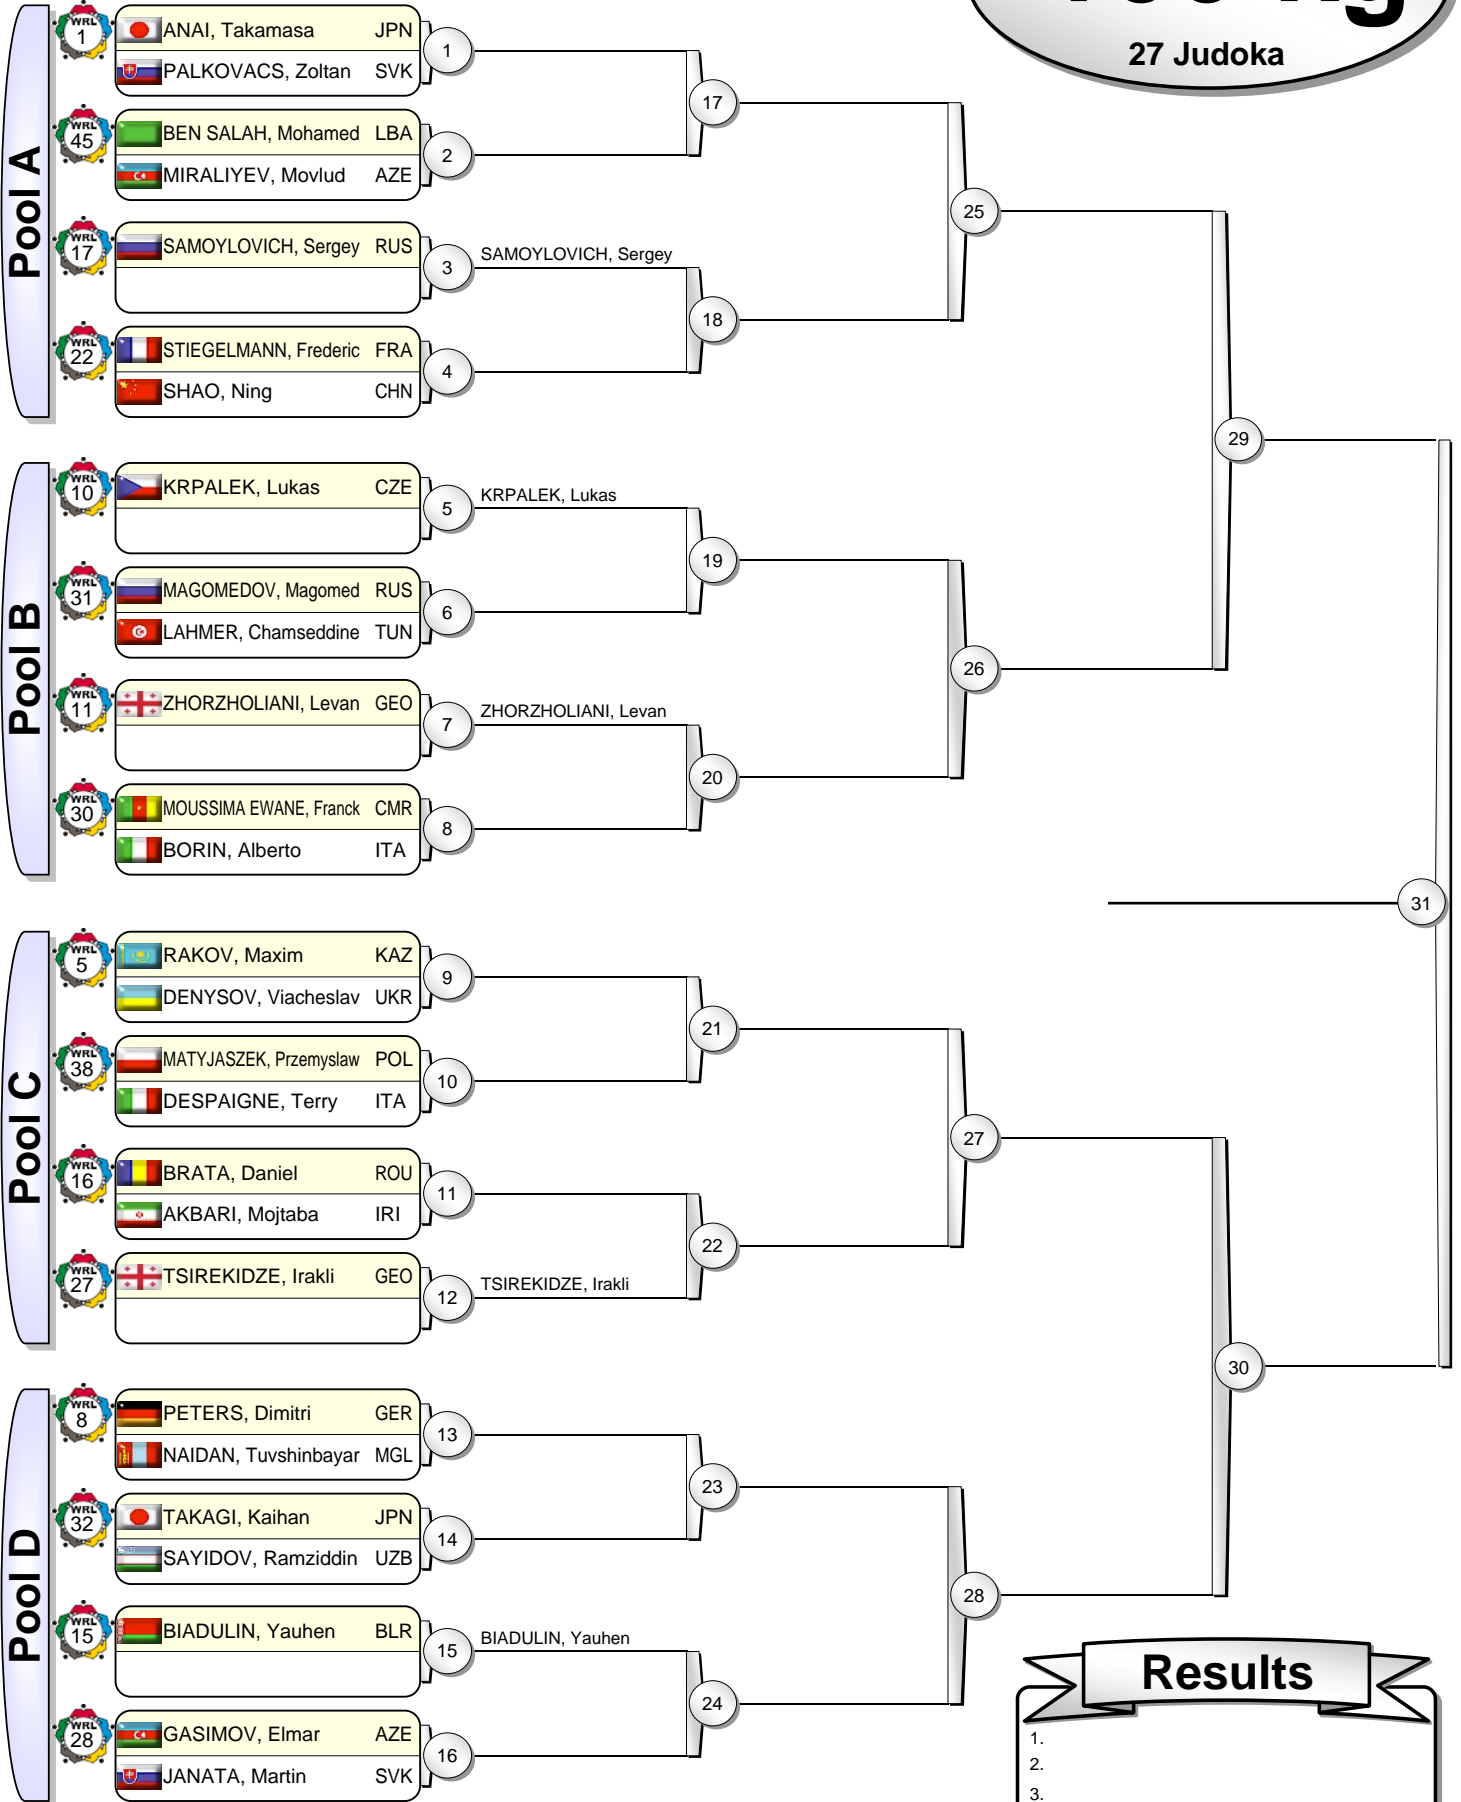 27 Judoka
Pool A
WRL 1
ANAI, Takamasa JPN
PALKOVACS, Zoltan SVK
1
WRL 45
BEN SALAH, Mohamed LBA
MIRALIYEV, Movlud AZE
2
17
WRL 17
SAMOYLOVICH, Sergey RUS
3
SAMOYLOVICH, Sergey
WRL 22
STIEGELMANN, Frederic FRA
SHAO, Ning CHN
4
18
25
Pool B
WRL 10
KRPALEK, Lukas CZE
5
KRPALEK, Lukas
WRL 31
MAGOMEDOV, Magomed RUS
LAHMER, Chamseddine TUN
6
19
WRL 11
ZHORZHOLIANI, Levan GEO
7
ZHORZHOLIANI, Levan
WRL 30
MOUSSIMA EWANE, Franck CMR
BORIN, Alberto ITA
8
20
26
29
31
Pool C
WRL 5
RAKOV, Maxim KAZ
DENYSOV, Viacheslav UKR
9
WRL 38
MATYJASZEK, Przemyslaw POL
DESPAIGNE, Terry ITA
10
21
WRL 16
BRATA, Daniel ROU
AKBARI, Mojtaba IRI
11
WRL 27
TSIREKIDZE, Irakli GEO
12
TSIREKIDZE, Irakli
22
27
Pool D
WRL 8
PETERS, Dimitri GER
NAIDAN, Tuvshinbayar MGL
13
WRL 32
TAKAGI, Kaihan JPN
SAYIDOV, Ramziddin UZB
14
23
WRL 15
BIADULIN, Yauhen BLR
15
BIADULIN, Yauhen
WRL 28
GASIMOV, Elmar AZE
JANATA, Martin SVK
16
24
28
30
Results
1.
2.
3.